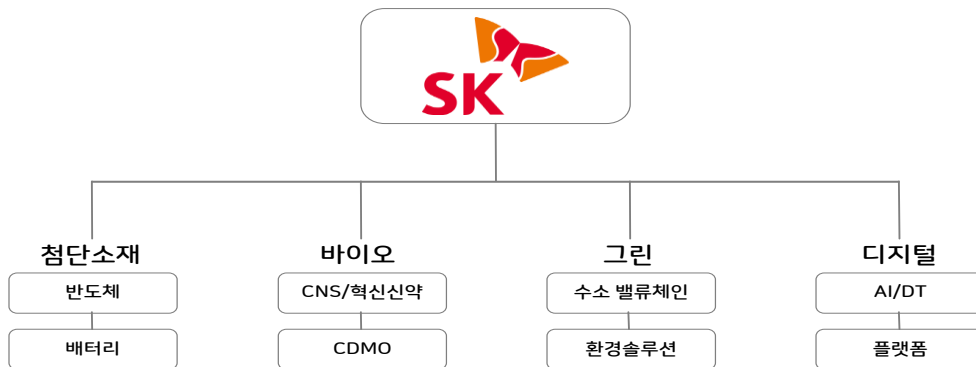 SK
첨단소재
바이오
그린
디지털
반도체
CNS/혁신신약
수소 밸류체인
AI/DT
배터리
CDMO
환경솔루션
플랫폼